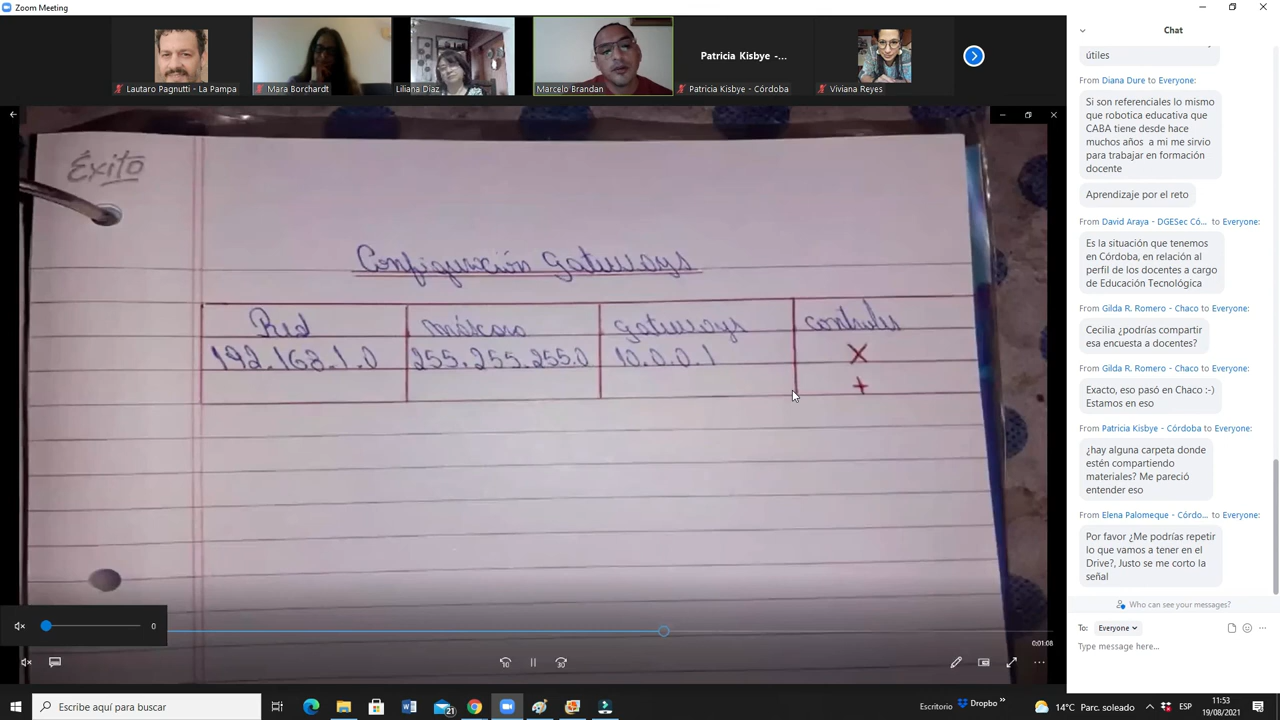 Zoom Meeting
Lautaro Pagnutti - La Pampa
Mara Borchardt
Liliana Díaz
Marcelo Brandan
Patricia Kisbye -...
Patricia Kisbye - Córdoba
Viviana Reyes
Éxito
Configuración gateways
Red máscara gateways controles
192.168.1.0 255.255.255.0 10.0.0.1 X
+
0
0:01:08
10
30
Chat
útiles
From Diana Dure to Everyone:
Si son referenciales lo mismo
que robotica educativa que
CABA tiene desde hace
muchos años a mi me sirvio
para trabajar en formación
docente
Aprendizaje por el reto
From David Araya - DGESec Có... to Everyone:
Es la situación que tenemos
en Córdoba, en relación al
perfil de los docentes a cargo
de Educación Tecnológica
From Gilda R. Romero - Chaco to Everyone:
Cecilia ¿podrías compartir
esa encuesta a docentes?
From Gilda R. Romero - Chaco to Everyone:
Exacto, eso pasó en Chaco :-)
Estamos en eso
From Patricia Kisbye - Córdoba to Everyone:
¿hay alguna carpeta donde
estén compartiendo
materiales? Me pareció
entender eso
From Elena Palomeque - Córdo... to Everyone:
Por favor ¿Me podrías repetir
lo que vamos a tener en el
Drive?, Justo se me corto la
señal
Who can see your messages?
To: Everyone
Type message here...
Escribe aquí para buscar
21
Escritorio
Dropbo
14°C Parc. soleado
ESP
11:53
19/08/2021